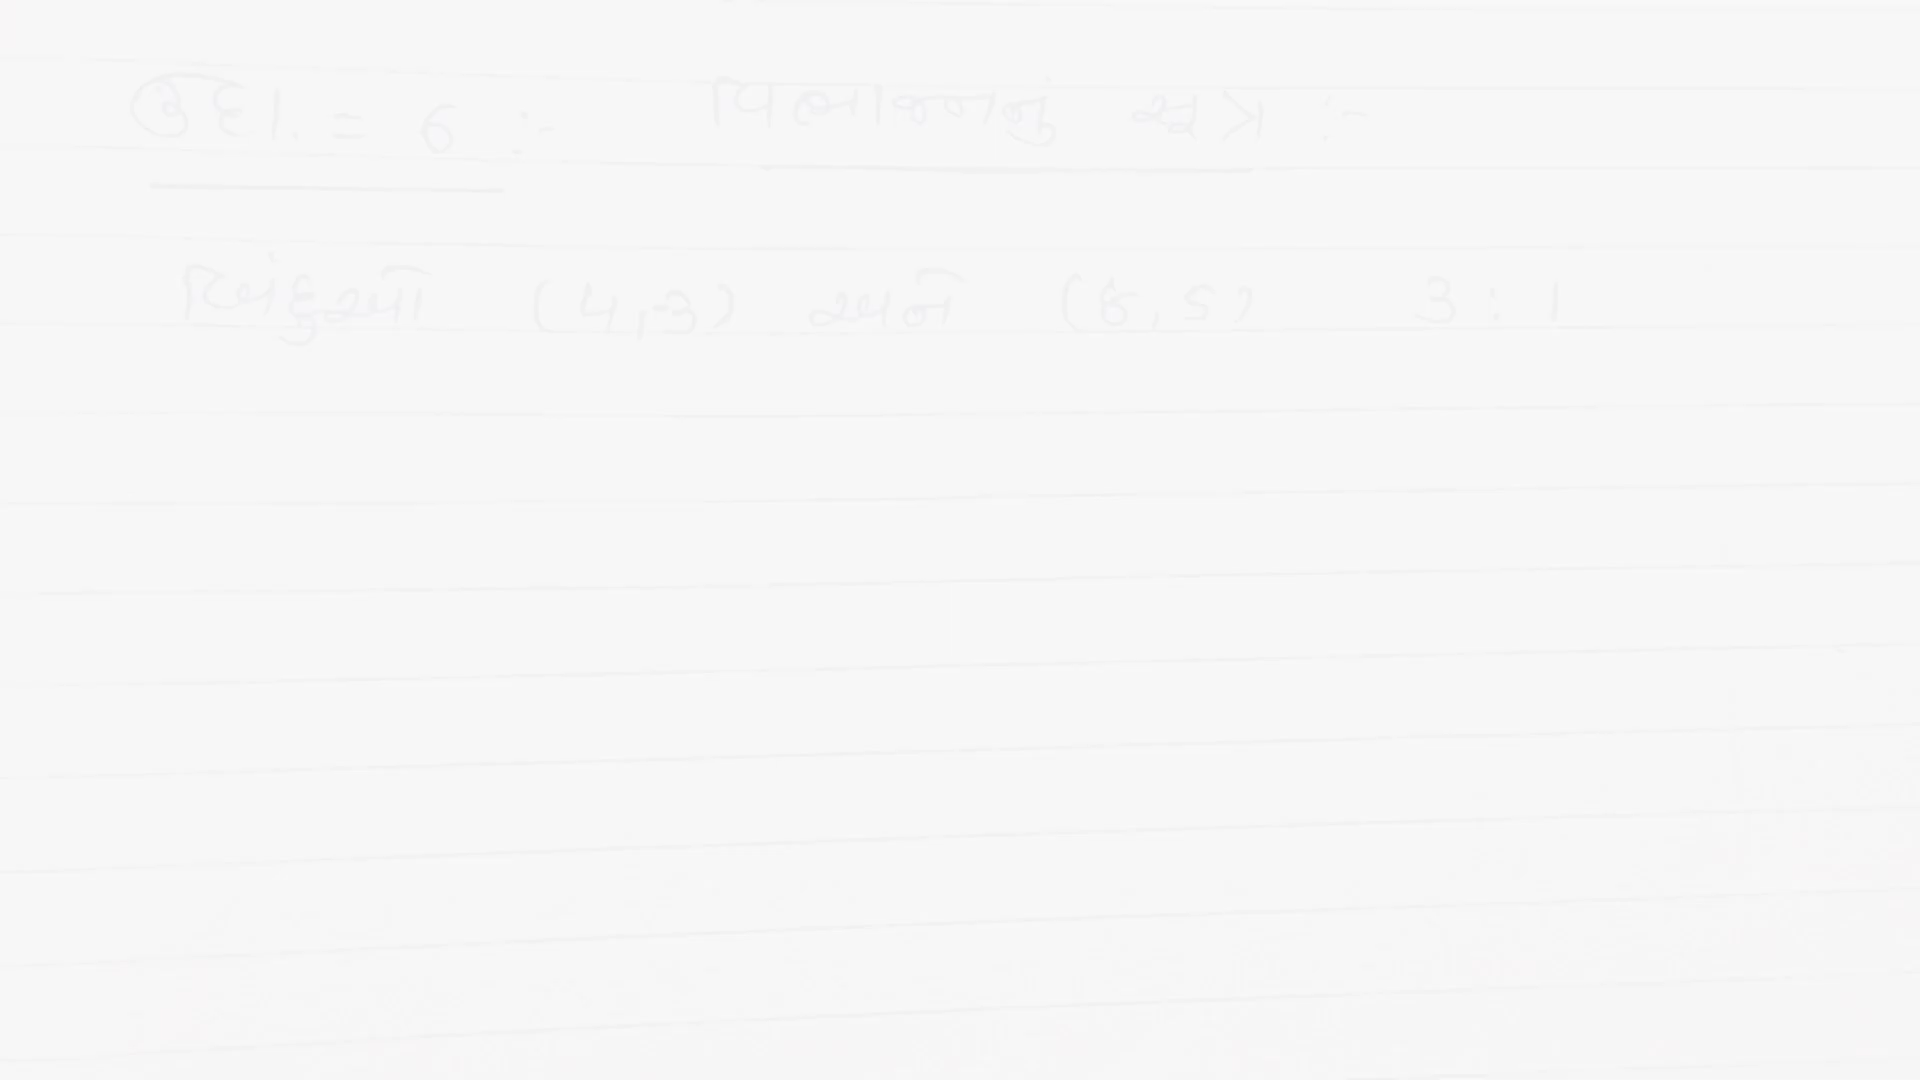 ઉદા. = 6 :- વિભાજનનું સૂત્ર :-
બિંદુઓ (4,-3) અને (8,5) 3 : 1